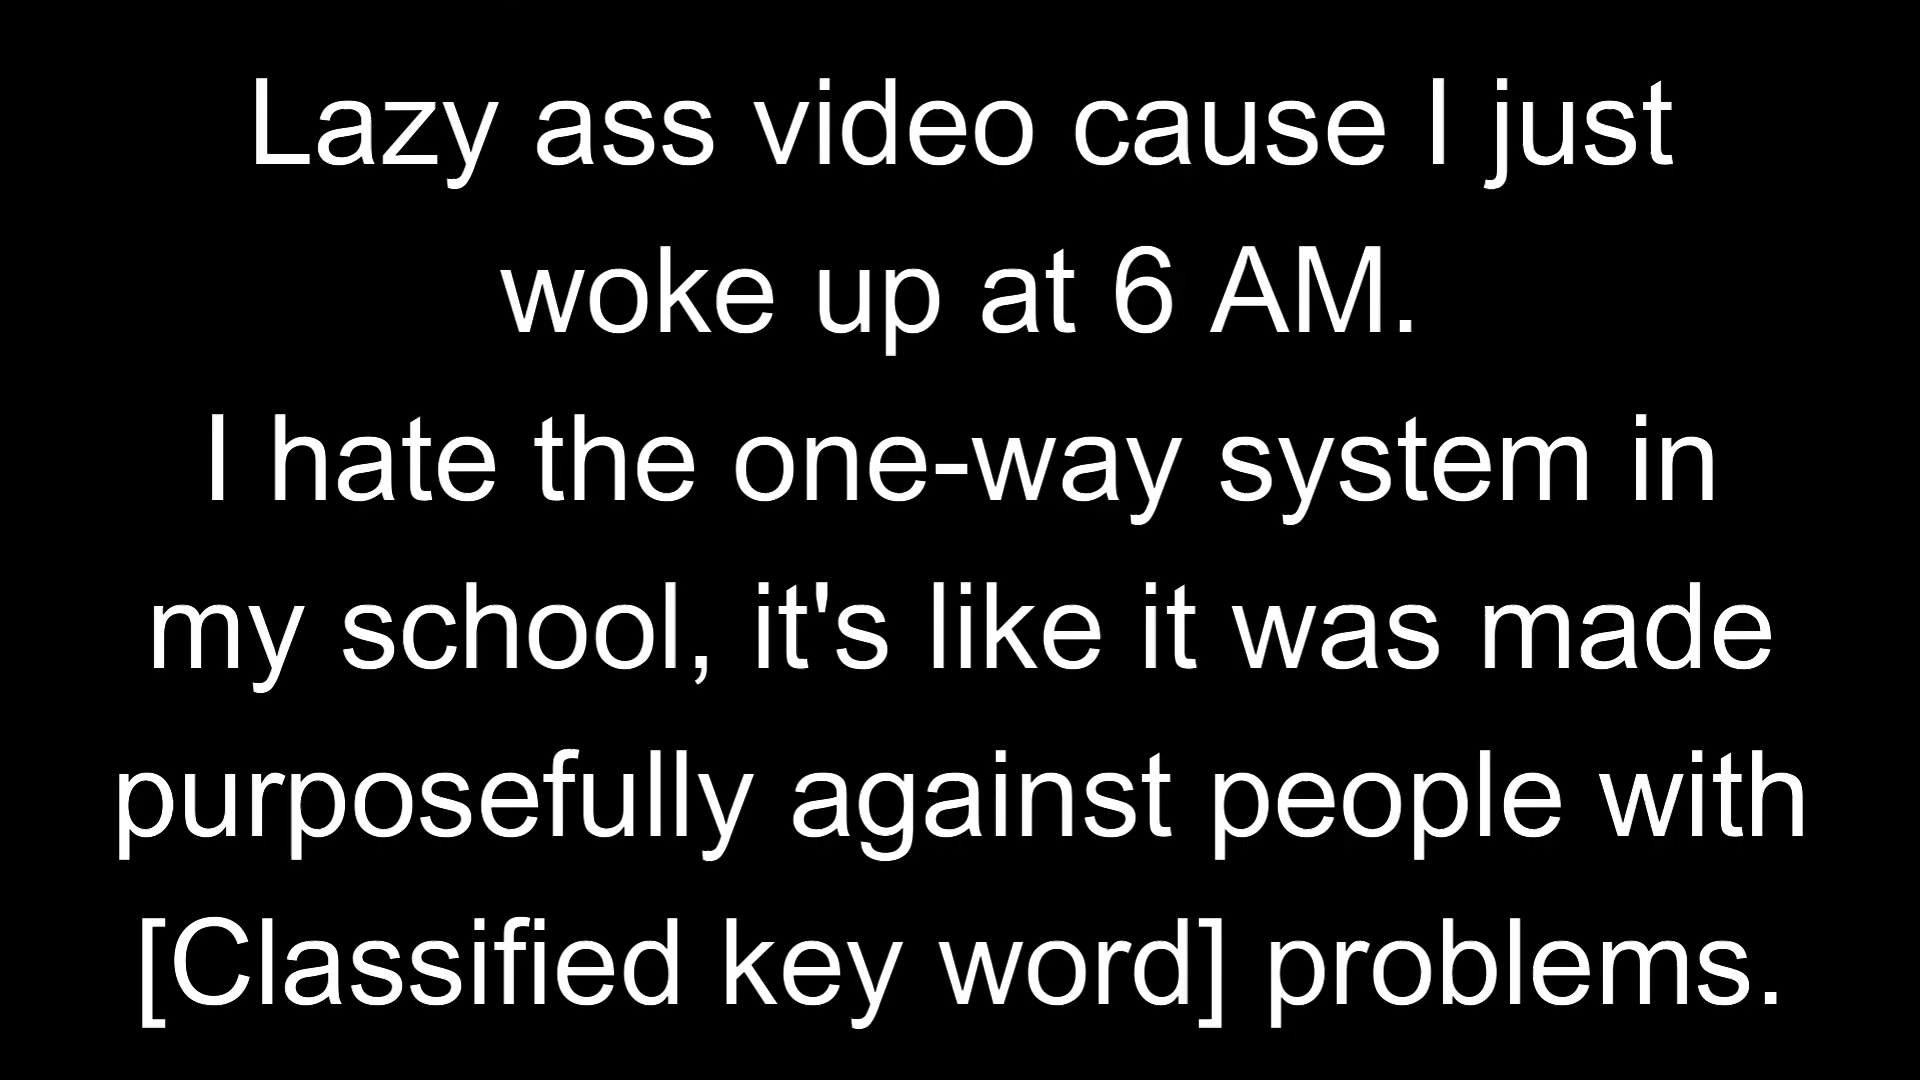 Lazy ass video cause I just
woke up at 6 AM.
I hate the one-way system in
my school, it's like it was made
purposefully against people with
[Classified key word] problems.